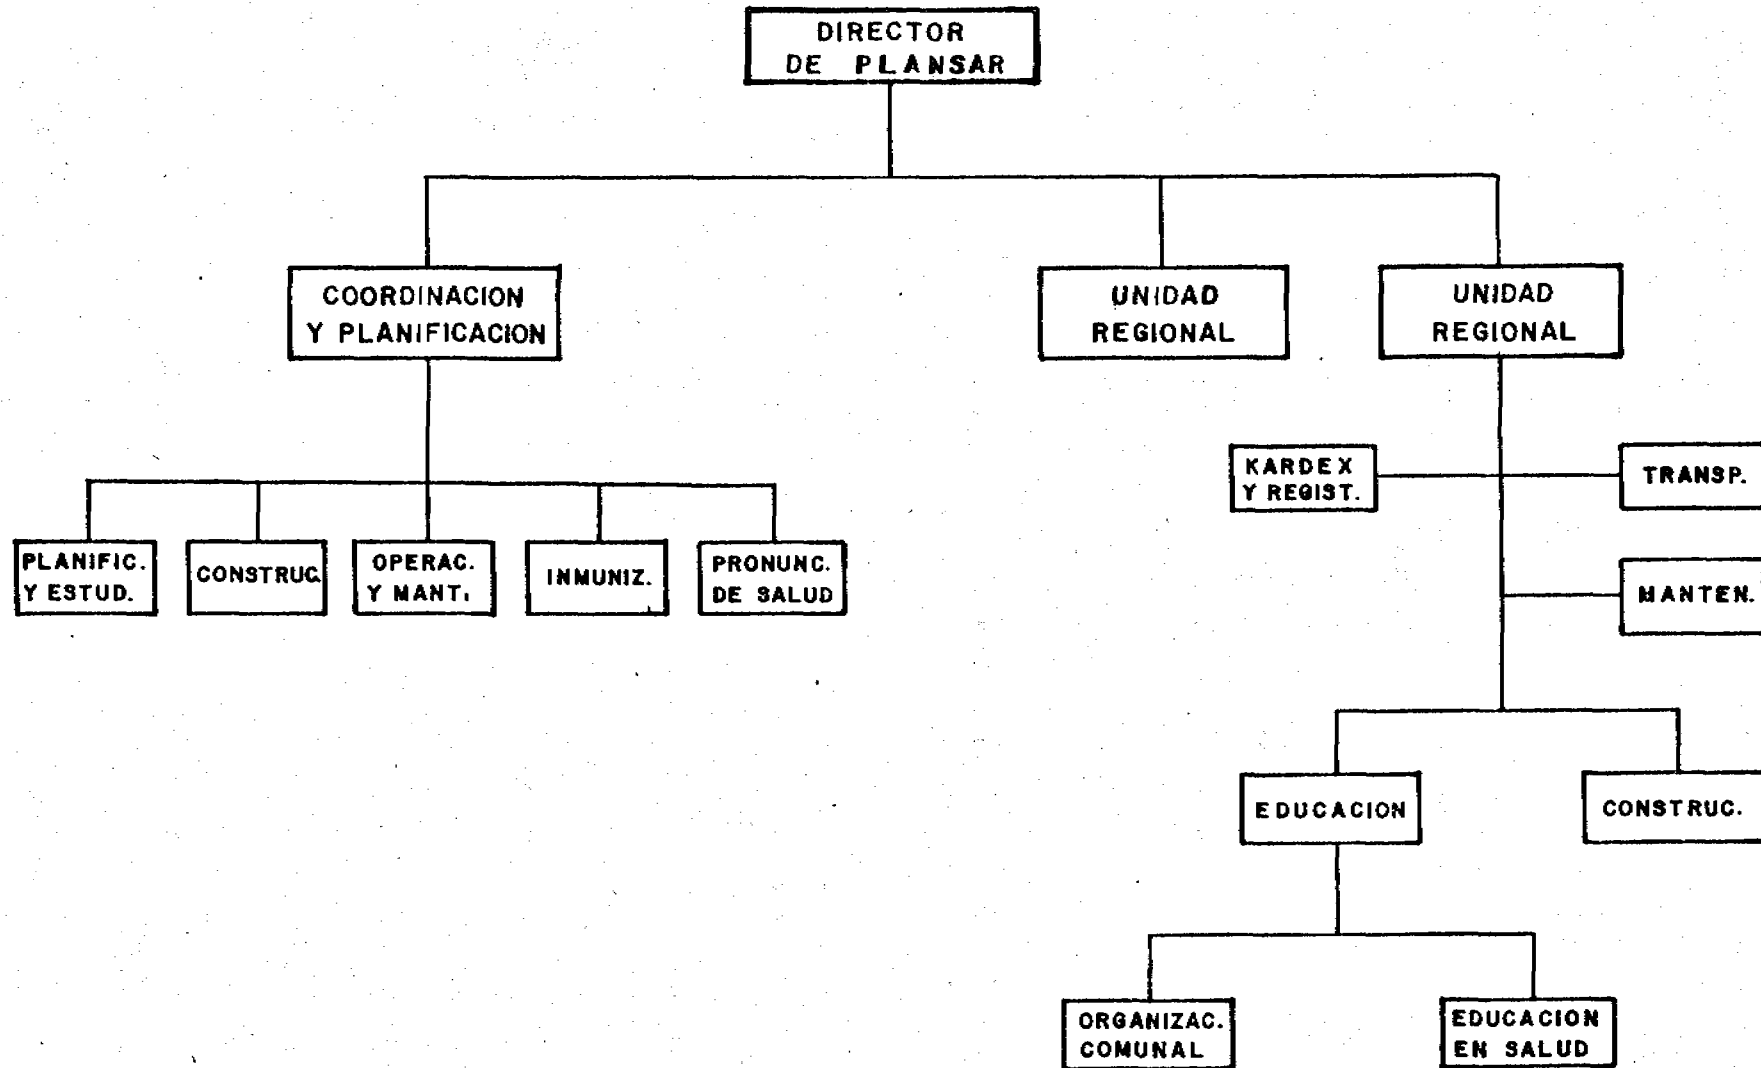 DIRECTOR
DE PLANSAR
COORDINACION
Y PLANIFICACION
UNIDAD
REGIONAL
UNIDAD
REGIONAL
KARDEX
Y REGIST.
TRANSP.
PLANIFIC.
Y ESTUD.
CONSTRUC.
OPERAC.
Y MANT.
INMUNIZ.
PRONUNC.
DE SALUD
MANTEN.
EDUCACION
CONSTRUC.
ORGANIZAC.
COMUNAL
EDUCACION
EN SALUD